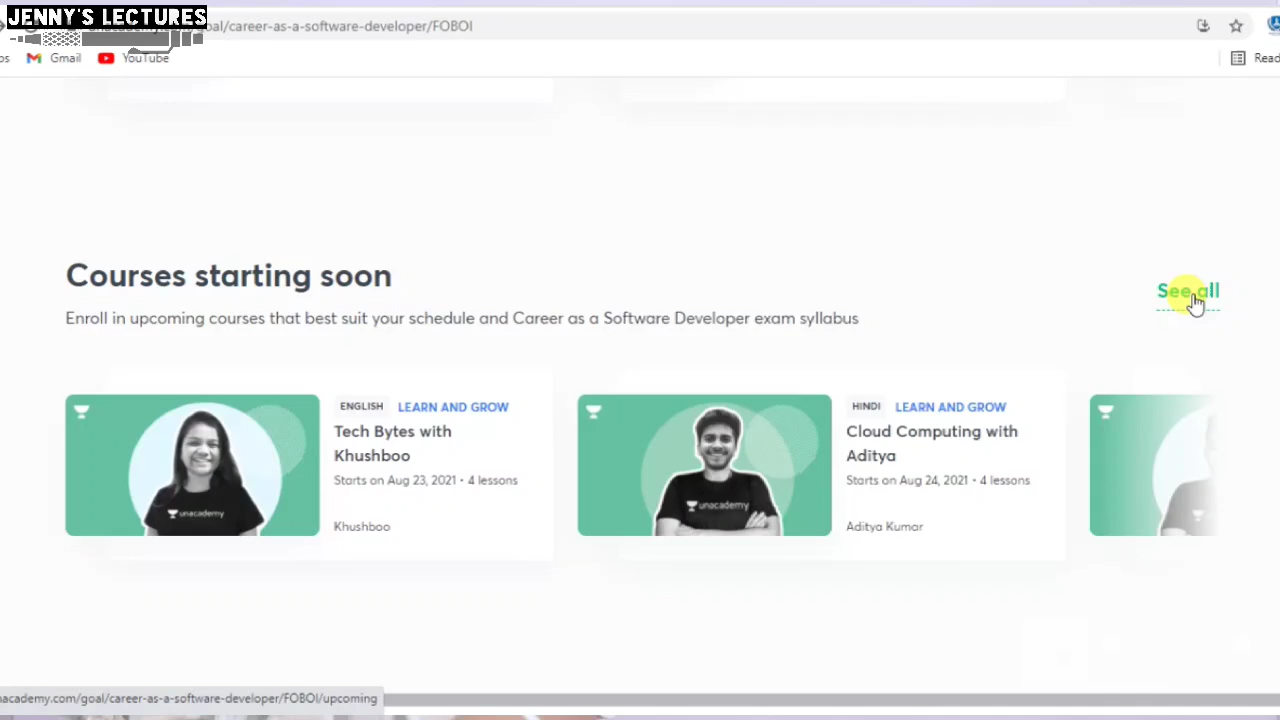 JENNY'S LECTURES
/career-as-a-software-developer/FOBOI
Gmail
YouTube
Courses starting soon
See all
Enroll in upcoming courses that best suit your schedule and Career as a Software Developer exam syllabus
ENGLISH LEARN AND GROW
Tech Bytes with
Khushboo
Starts on Aug 23, 2021 • 4 lessons
Khushboo
unacademy
HINDI LEARN AND GROW
Cloud Computing with
Aditya
Starts on Aug 24, 2021 • 4 lessons
Aditya Kumar
unacademy
nacademy.com/goal/career-as-a-software-developer/FOBOI/upcoming